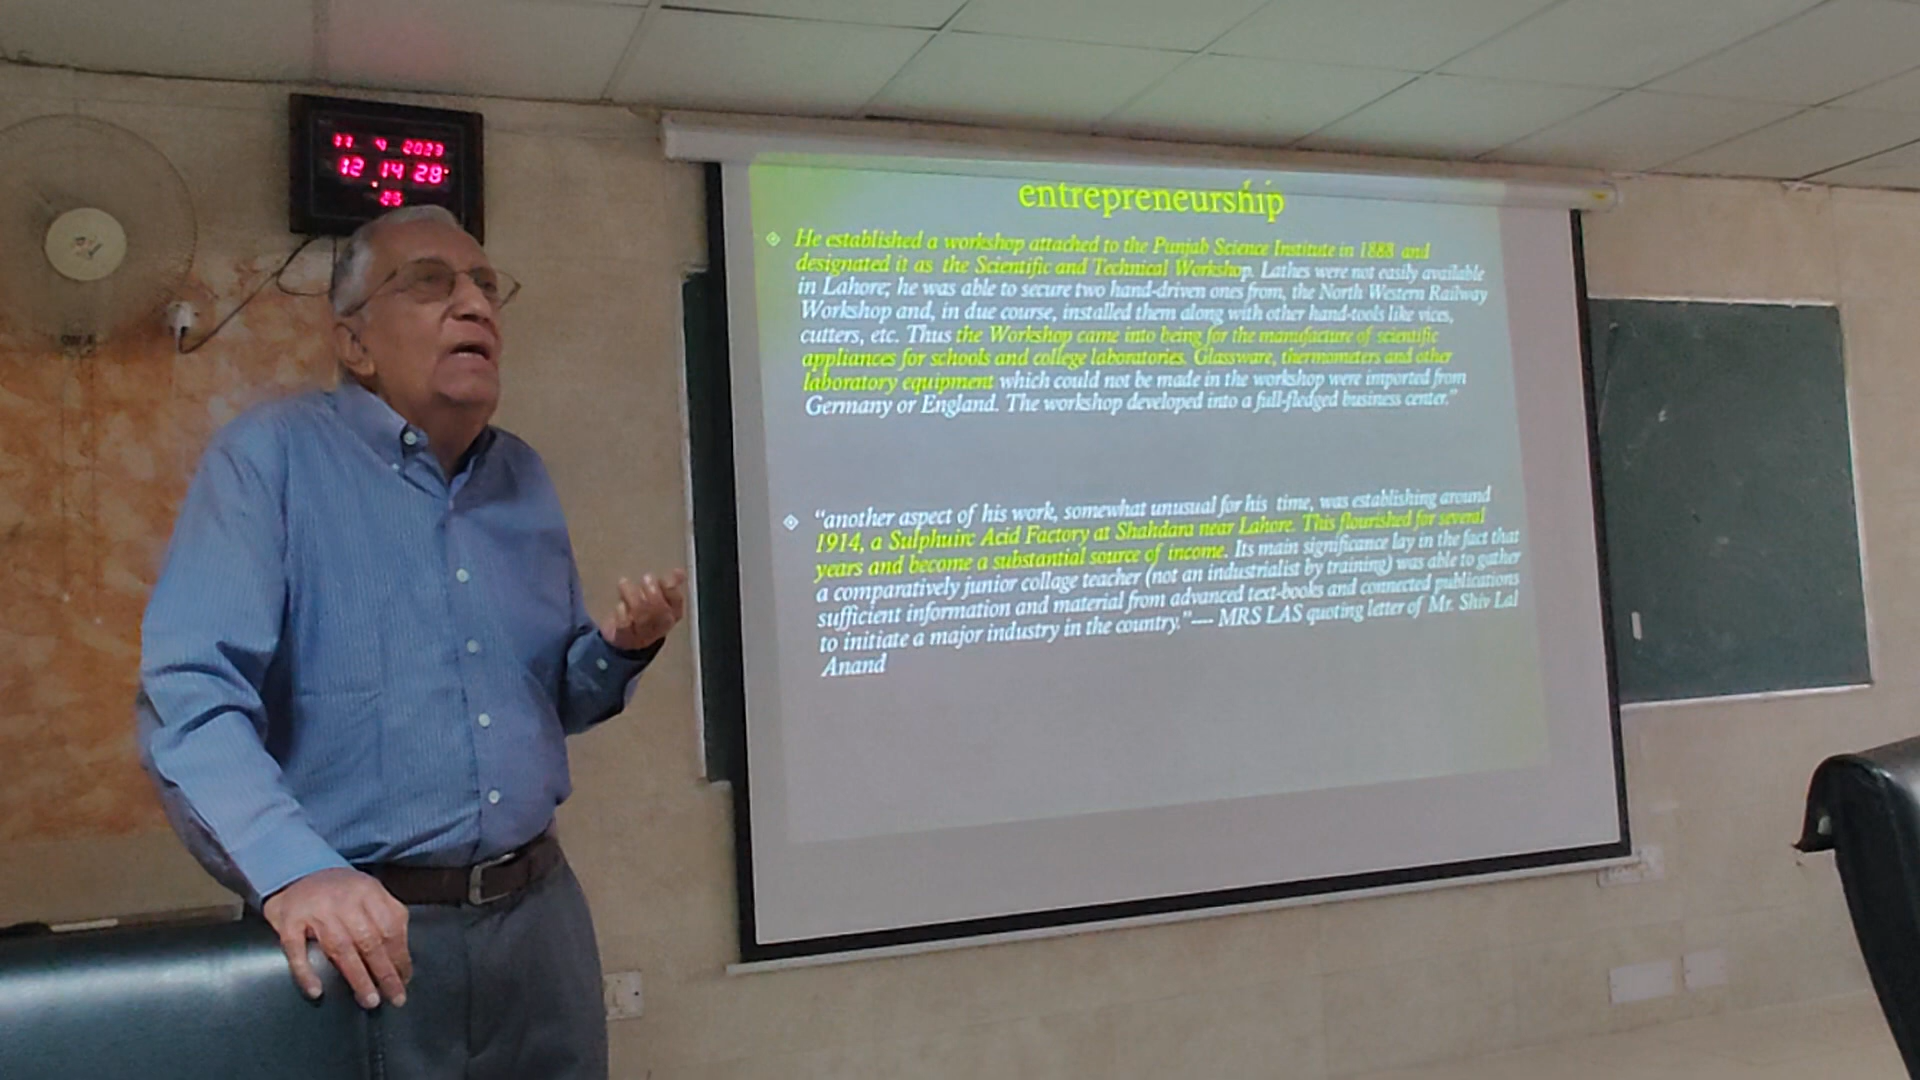 11 4 2023
12 14 28
entrepreneurship
He established a workshop attached to the Punjab Science Institute in 1888 and
designated it as the Scientific and Technical Workshop. Lathes were not easily available
in Lahore; he was able to secure two hand-driven ones from, the North Western Railway
Workshop and, in due course, installed them along with other hand-tools like vices,
cutters, etc. Thus the Workshop came into being for the manufacture of scientific
appliances for schools and college laboratories. Glassware, thermometers and other
laboratory equipment which could not be made in the workshop were imported from
Germany or England. The workshop developed into a full-fledged business center.”
“another aspect of his work, somewhat unusual for his time, was establishing around
1914, a Sulphuirc Acid Factory at Shahdara near Lahore. This flourished for several
years and become a substantial source of income. Its main significance lay in the fact that
a comparatively junior collage teacher (not an industrialist by training) was able to gather
sufficient information and material from advanced text-books and connected publications
to initiate a major industry in the country.”— MRS LAS quoting letter of Mr. Shiv Lal
Anand